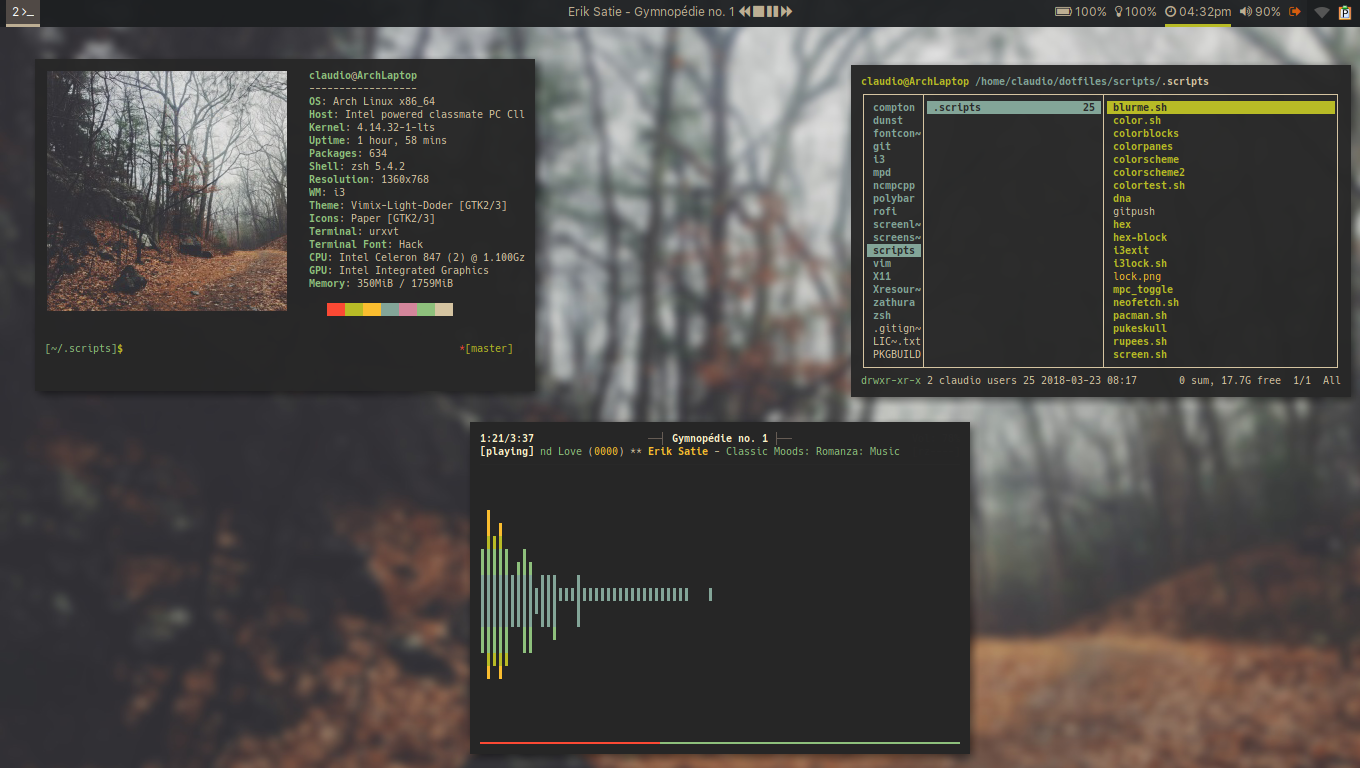 2
Erik Satie - Gymnopédie no. 1
100% 100% 04:32pm 90%
claudio@ArchLaptop
-----------------
OS: Arch Linux x86_64
Host: Intel powered classmate PC Cll
Kernel: 4.14.32-1-lts
Uptime: 1 hour, 58 mins
Packages: 634
Shell: zsh 5.4.2
Resolution: 1360x768
WM: i3
Theme: Vimix-Light-Doder [GTK2/3]
Icons: Paper [GTK2/3]
Terminal: urxvt
Terminal Font: Hack
CPU: Intel Celeron 847 (2) @ 1.100Gz
GPU: Intel Integrated Graphics
Memory: 350MiB / 1759MiB
[~/.scripts]$ *[master]
claudio@ArchLaptop /home/claudio/dotfiles/scripts/.scripts
compton .scripts 25 blurme.sh
dunst color.sh
fontcon~ colorblocks
git colorpanes
i3 colorscheme
mpd colorscheme2
ncmpcpp colortest.sh
polybar dna
rofi gitpush
screenl~ hex
screens~ hex-block
scripts i3exit
vim i3lock.sh
X11 lock.png
Xresour~ mpc_toggle
zathura neofetch.sh
zsh pacman.sh
.gitign~ pukeskull
LIC~.txt rupees.sh
PKGBUILD screen.sh
drwxr-xr-x 2 claudio users 25 2018-03-23 08:17 0 sum, 17.7G free 1/1 All
1:21/3:37 Gymnopédie no. 1
[playing] nd Love (0000) ** Erik Satie - Classic Moods: Romanza: Music